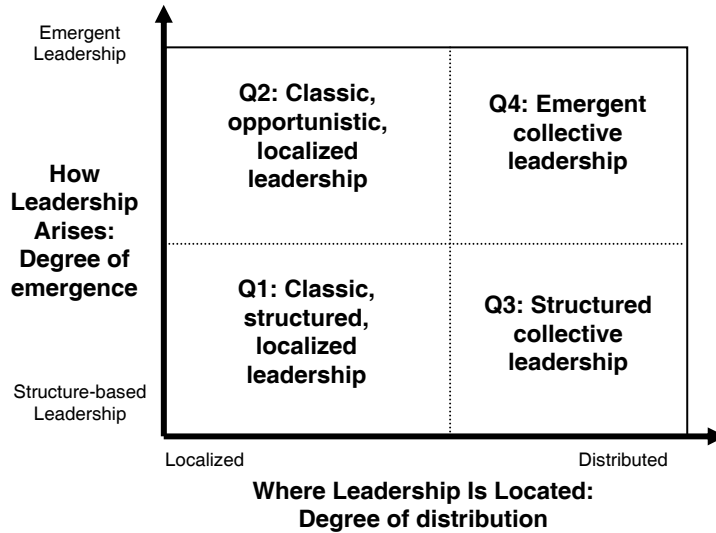 Emergent
Leadership
Q2: Classic,
opportunistic,
localized
leadership
Q4: Emergent
collective
leadership
How
Leadership
Arises:
Degree of
emergence
Q1: Classic,
structured,
localized
leadership
Q3: Structured
collective
leadership
Structure-based
Leadership
Localized
Distributed
Where Leadership Is Located:
Degree of distribution